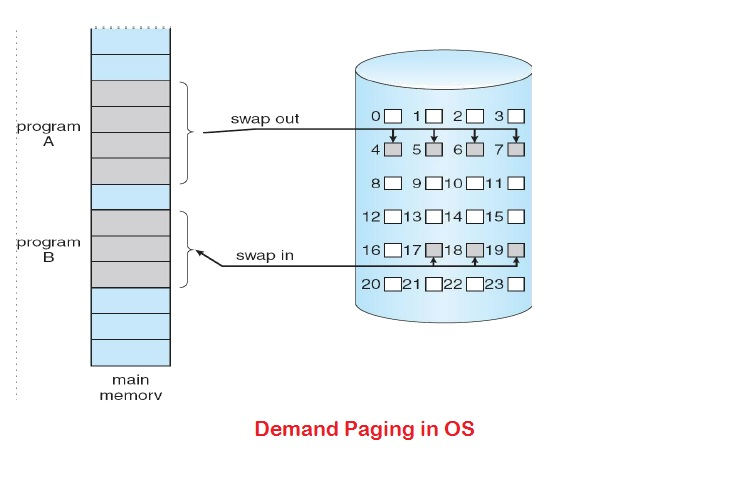 program
A
swap out
0 1 2 3
4 5 6 7
8 9 10 11
12 13 14 15
program
B
swap in
16 17 18 19
20 21 22 23
main
memory
Demand Paging in OS